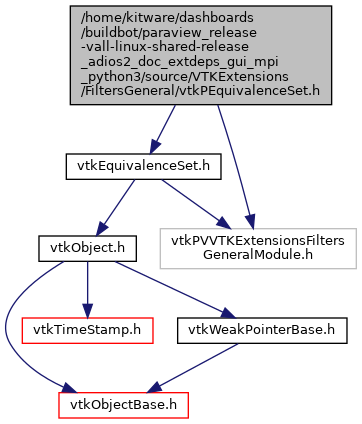 /home/kitware/dashboards
/buildbot/paraview_release
-vall-linux-shared-release
_adios2_doc_extdeps_gui_mpi
_python3/source/VTKExtensions
/FiltersGeneral/vtkPEquivalenceSet.h
vtkEquivalenceSet.h
vtkPVVTKExtensionsFilters
GeneralModule.h
vtkObject.h
vtkTimeStamp.h
vtkWeakPointerBase.h
vtkObjectBase.h